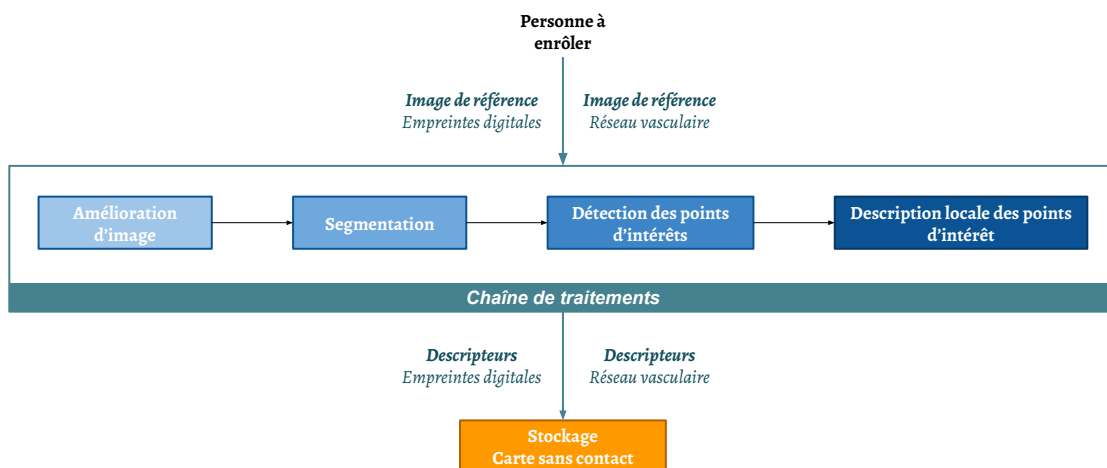 Personne à
enrôler
Image de référence
Empreintes digitales
Image de référence
Réseau vasculaire
Amélioration
d'image
Segmentation
Détection des points
d'intérêts
Description locale des points
d'intérêt
Chaîne de traitements
Descripteurs
Empreintes digitales
Descripteurs
Réseau vasculaire
Stockage
Carte sans contact